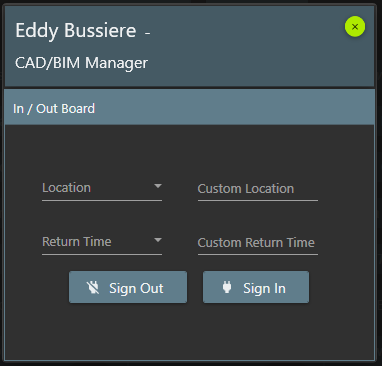 Eddy Bussiere -
CAD/BIM Manager
In / Out Board
Location Custom Location
Return Time Custom Return Time
Sign Out Sign In